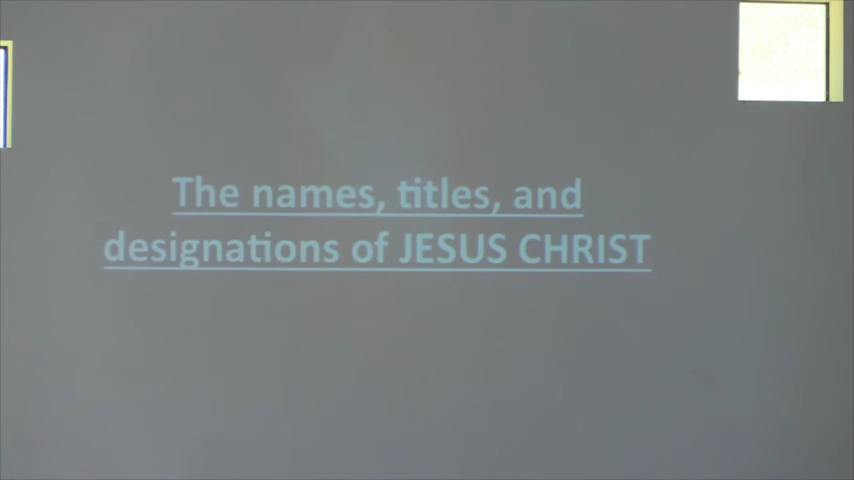 The names, titles, and
designations of JESUS CHRIST